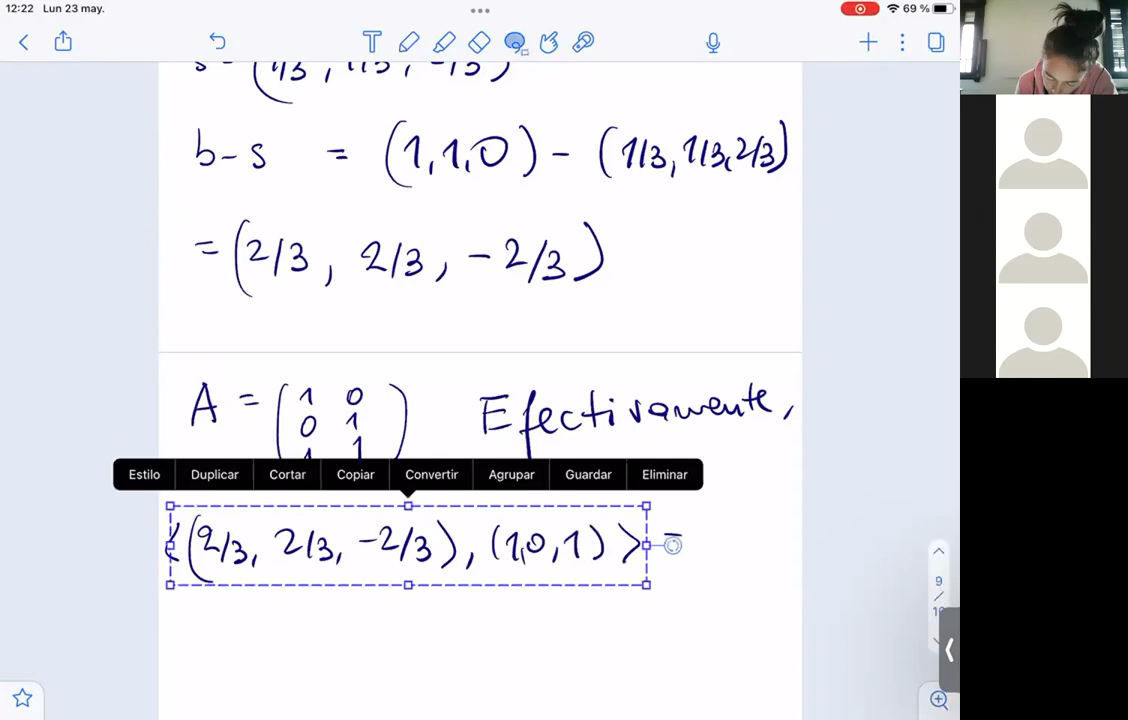 12:22 Lun 23 may. 69 %
b-s = (1,1,0) - (1/3,1/3,2/3)
= (2/3, 2/3, -2/3)
A = (1 0 Efectivamente,
0 1
1 1)
Estilo Duplicar Cortar Copiar Convertir Agrupar Guardar Eliminar
<(2/3, 2/3, -2/3), (1,0,1)> =
9
/